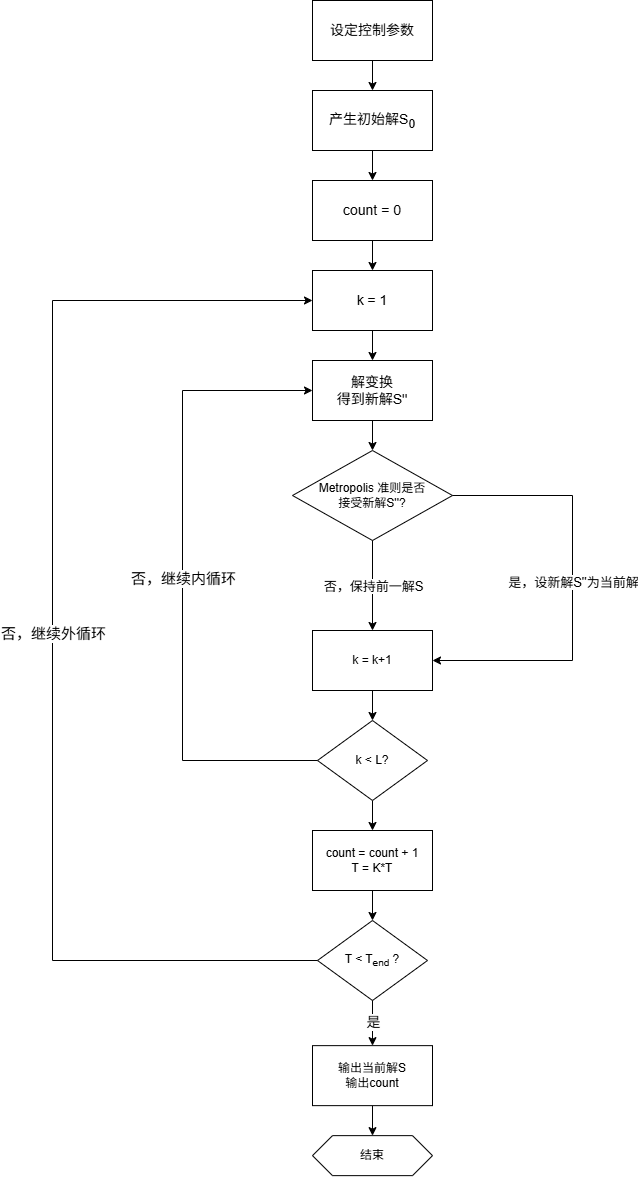 设定控制参数
产生初始解S0
count = 0
k = 1
解变换
得到新解S"
Metropolis 准则是否
接受新解S"?
否，继续内循环
否，保持前一解S
是，设新解S"为当前解
否，继续外循环
k = k+1
k < L?
count = count + 1
T = K*T
T < Tend ?
是
输出当前解S
输出count
结束